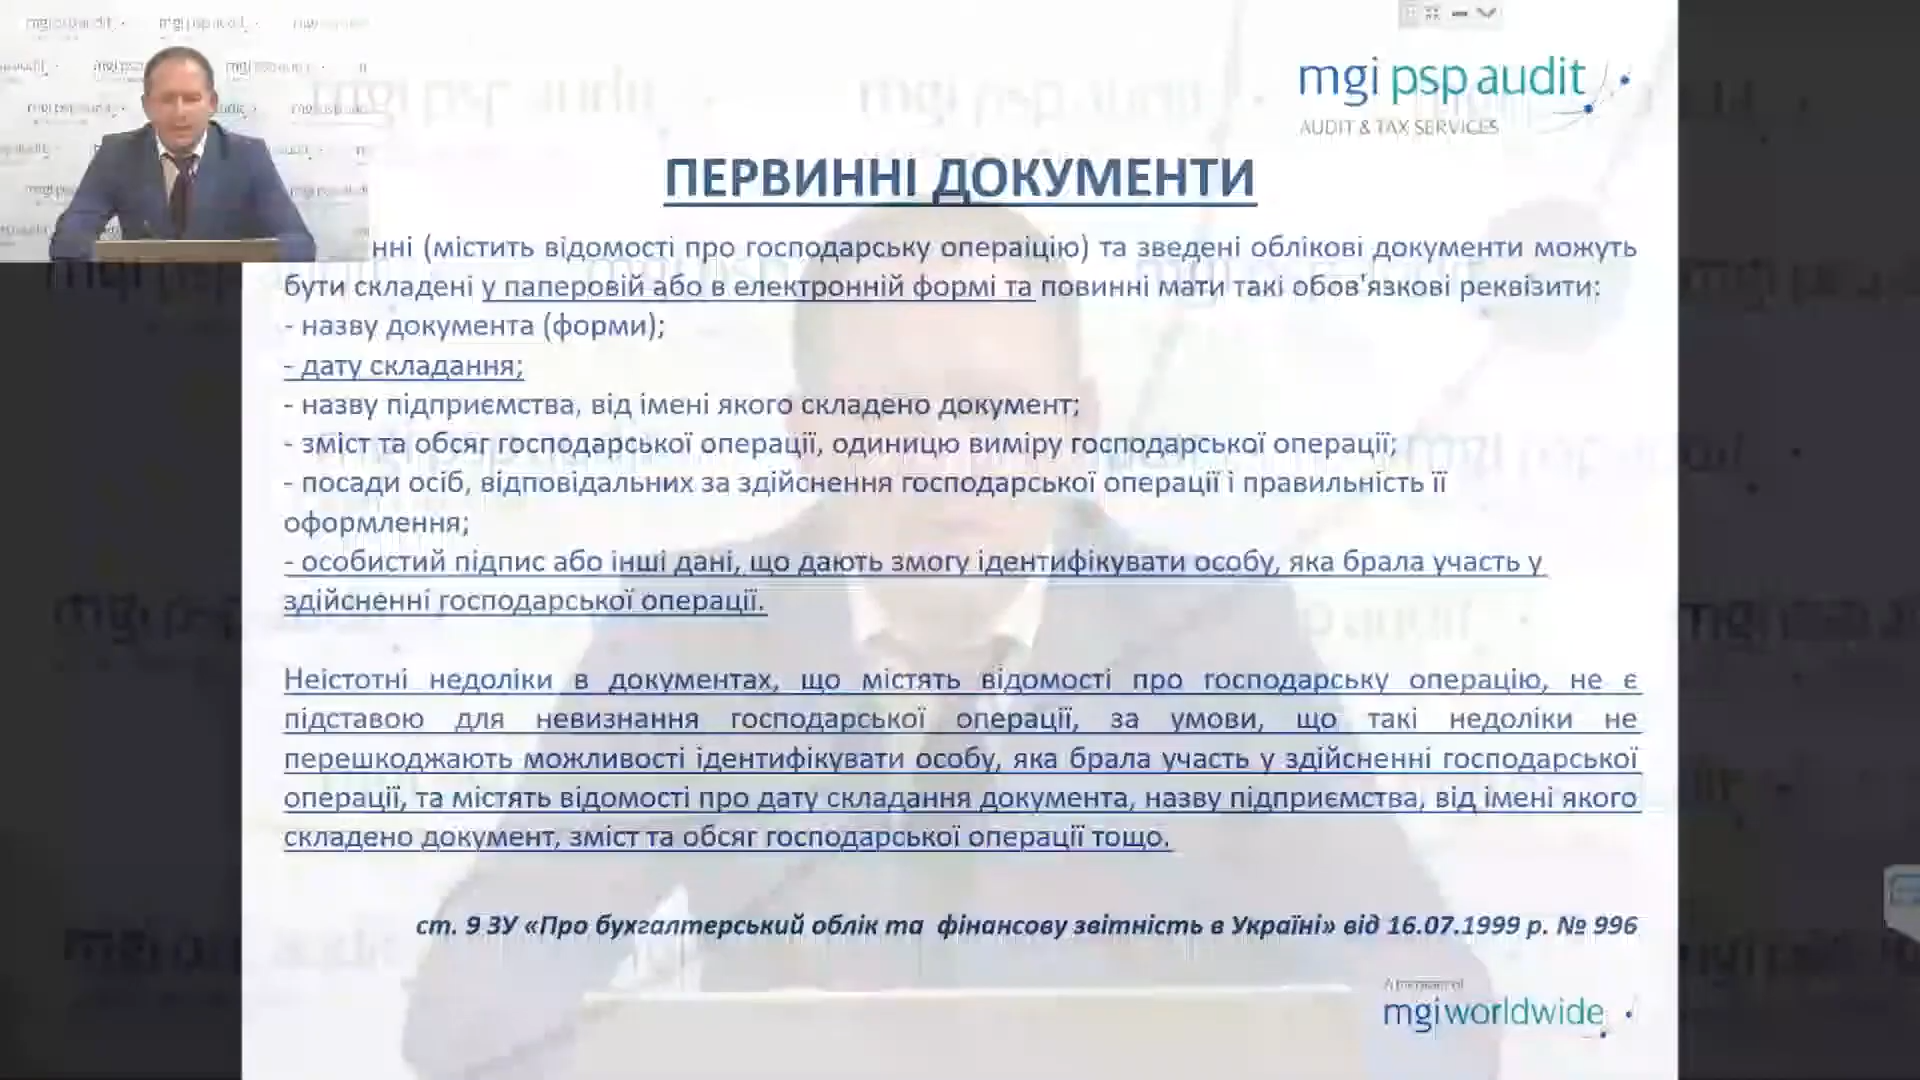 mgi psp audit
AUDIT & TAX SERVICES
ПЕРВИННІ ДОКУМЕНТИ
нні (містить відомості про господарську операіцію) та зведені облікові документи можуть
бути складені у паперовій або в електронній формі та повинні мати такі обов'язкові реквізити:
- назву документа (форми);
- дату складання;
- назву підприємства, від імені якого складено документ;
- зміст та обсяг господарської операції, одиницю виміру господарської операції;
- посади осіб, відповідальних за здійснення господарської операції і правильність її
оформлення;
- особистий підпис або інші дані, що дають змогу ідентифікувати особу, яка брала участь у
здійсненні господарської операції.
Неістотні недоліки в документах, що містять відомості про господарську операцію, не є
підставою для невизнання господарської операції, за умови, що такі недоліки не
перешкоджають можливості ідентифікувати особу, яка брала участь у здійсненні господарської
операції, та містять відомості про дату складання документа, назву підприємства, від імені якого
складено документ, зміст та обсяг господарської операції тощо.
ст. 9 ЗУ «Про бухгалтерський облік та фінансову звітність в Україні» від 16.07.1999 р. № 996
mgiworldwide